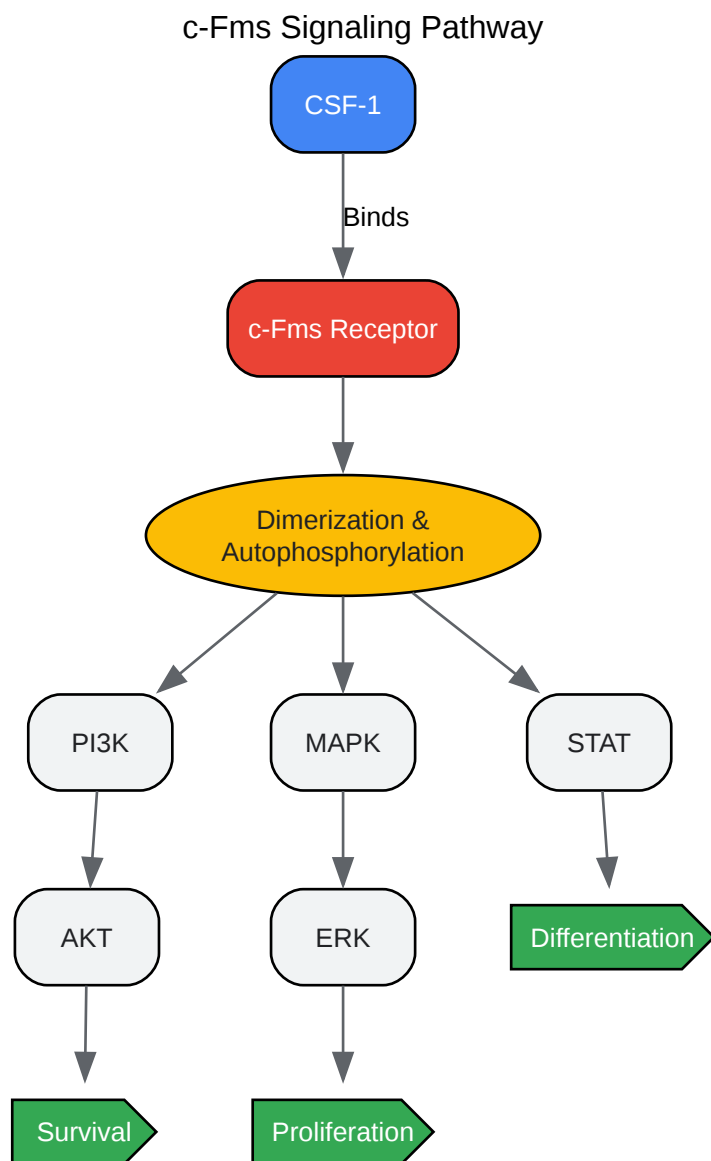 c-Fms Signaling Pathway
CSF-1
Binds
c-Fms Receptor
Dimerization &
Autophosphorylation
PI3K
MAPK
STAT
AKT
ERK
Differentiation
Survival
Proliferation